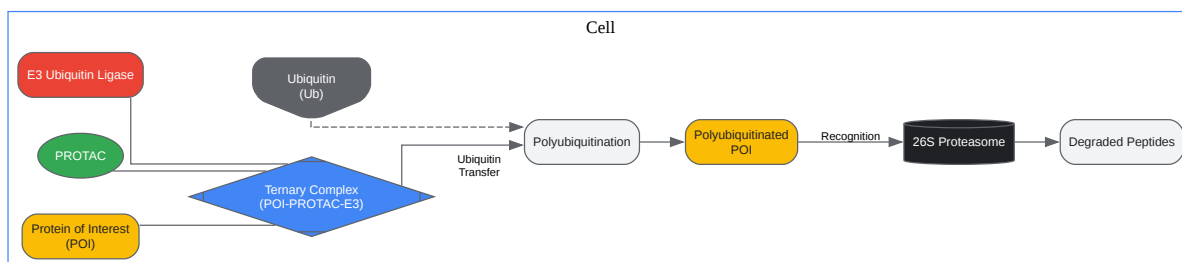 Cell
E3 Ubiquitin Ligase
Ubiquitin
(Ub)
PROTAC
Protein of Interest
(POI)
Ternary Complex
(POI-PROTAC-E3)
Ubiquitin
Transfer
Polyubiquitination
Polyubiquitinated
POI
Recognition
26S Proteasome
Degraded Peptides